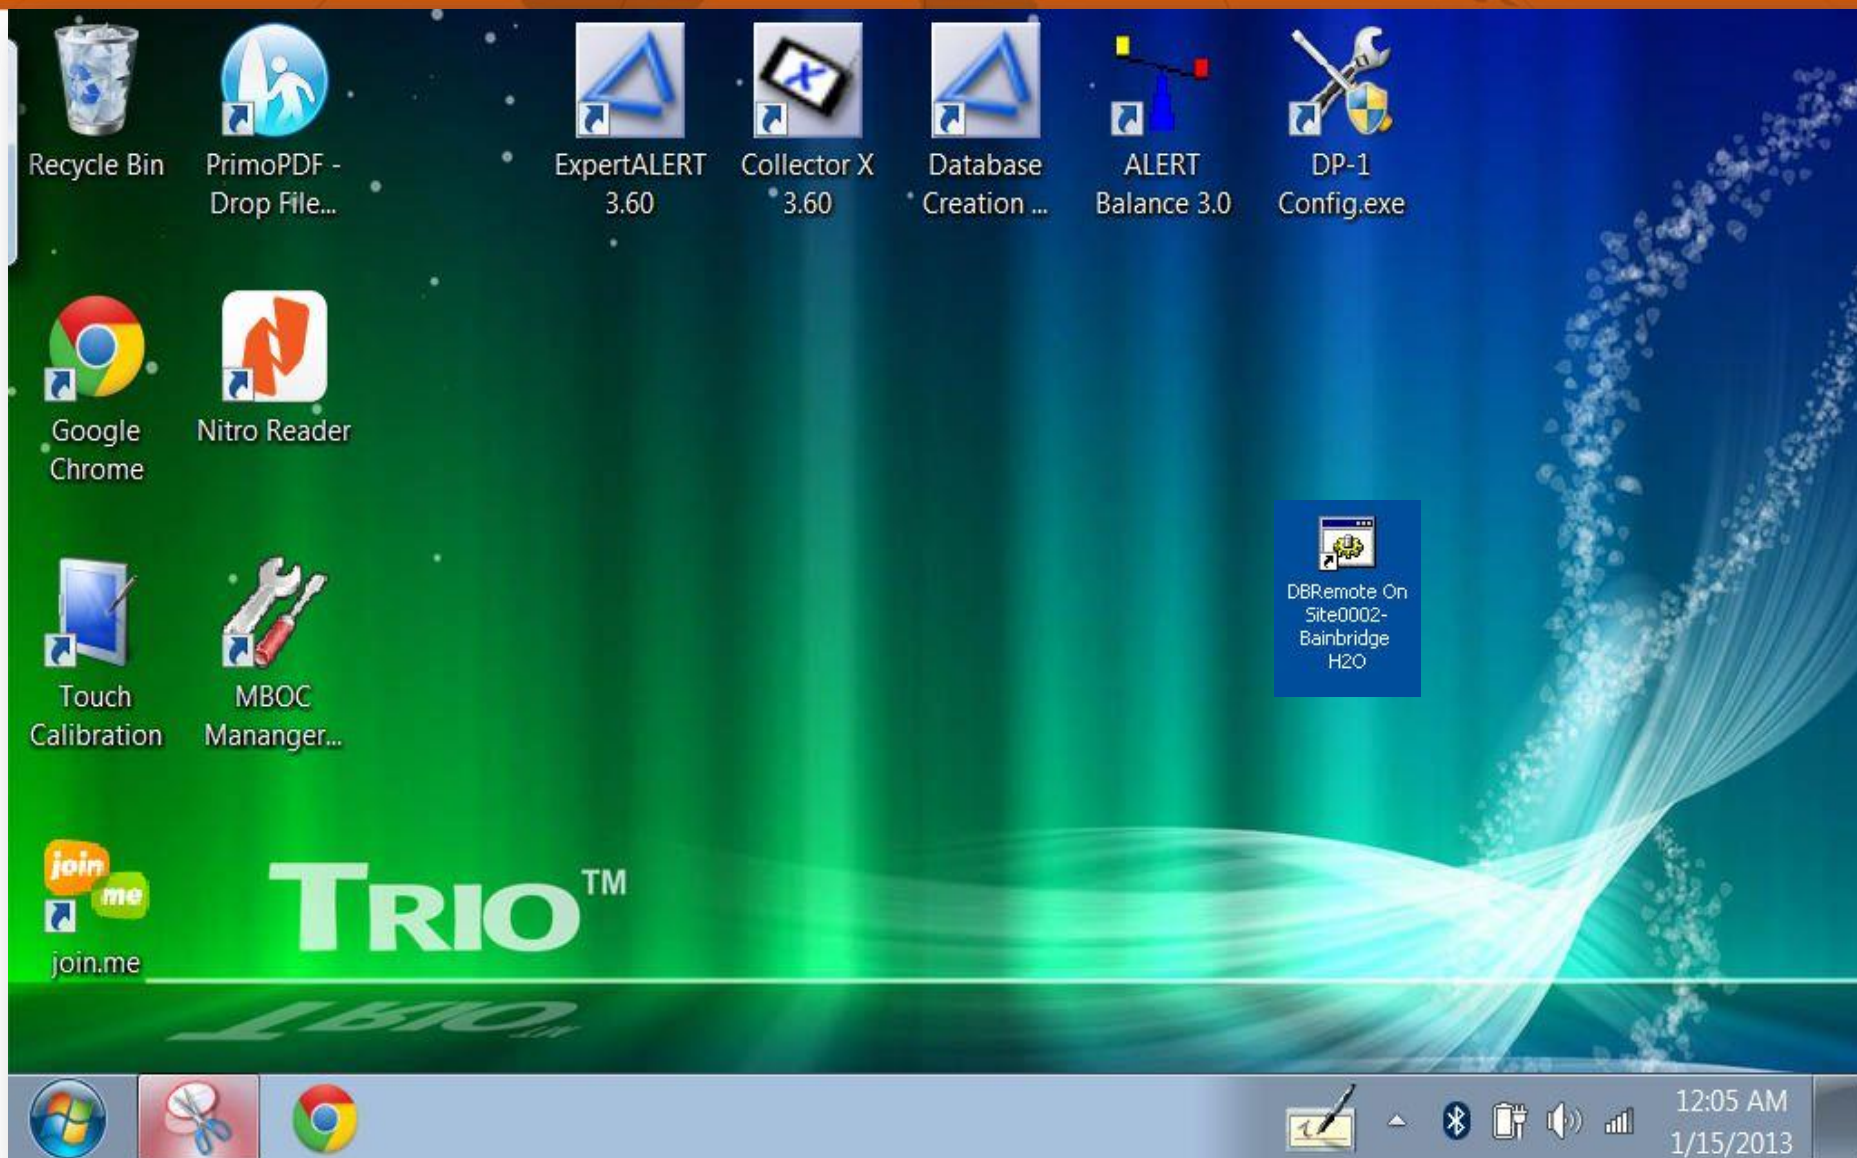 Recycle Bin
PrimoPDF -
Drop File...
ExpertALERT
3.60
Collector X
3.60
Database
Creation ...
ALERT
Balance 3.0
DP-1
Config.exe
Google
Chrome
Nitro Reader
DBRemote On
Site0002-
Bainbridge
H2O
Touch
Calibration
MBOC
Mananger...
join
me
join.me
TRIO™
12:05 AM
1/15/2013